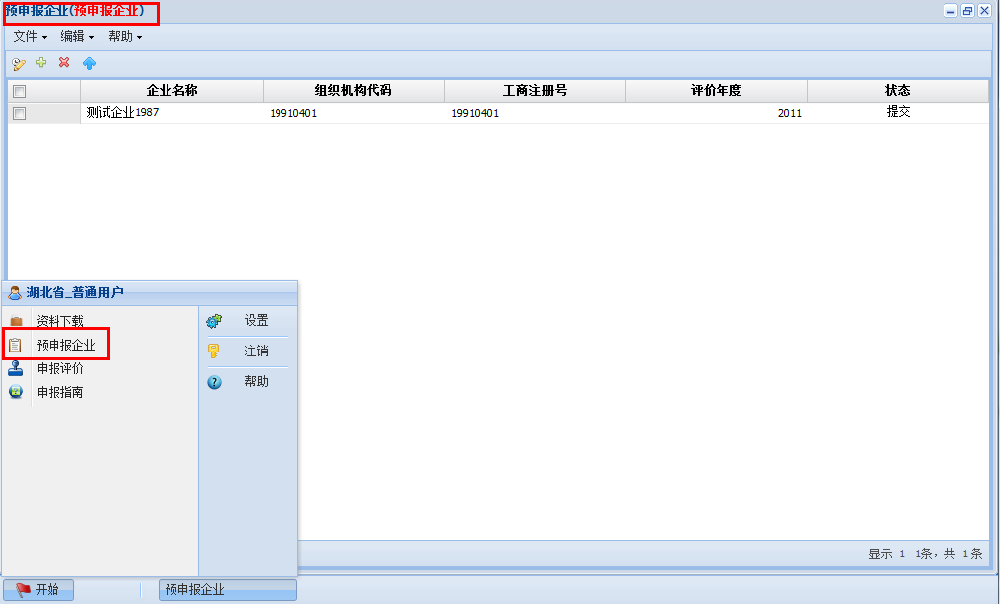 预申报企业(预申报企业)
文件 编辑 帮助
企业名称 组织机构代码 工商注册号 评价年度 状态
测试企业1987 19910401 19910401 2011 提交
湖北省_普通用户
资料下载
预申报企业
申报评价
申报指南
设置
注销
帮助
显示 1 - 1条，共 1 条
开始 预申报企业